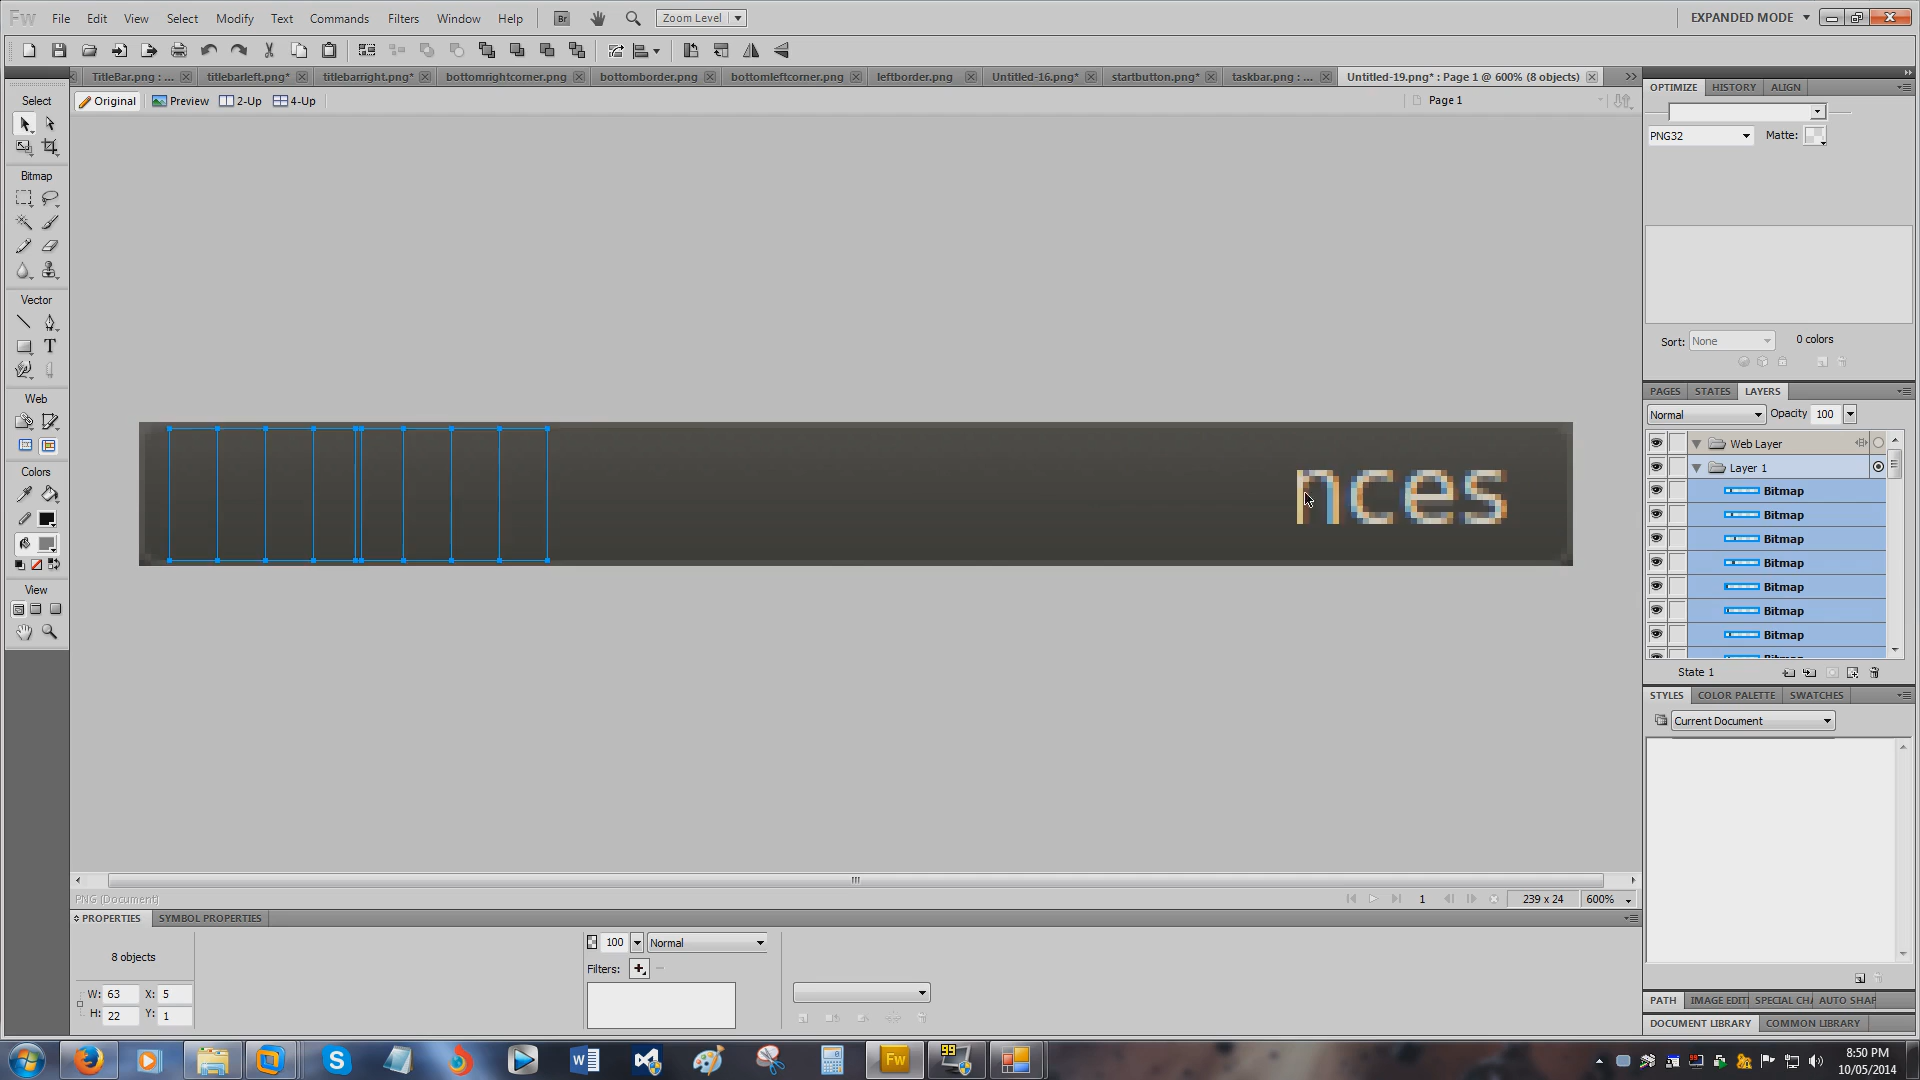 Fw File Edit View Select Modify Text Commands Filters Window Help Br Zoom Level EXPANDED MODE
TitleBar.png : ... titlebarleft.png* titlebarright.png* bottomrightcorner.png bottomborder.png bottomleftcorner.png leftborder.png Untitled-16.png* startbutton.png* taskbar.png : ... Untitled-19.png* : Page 1 @ 600% (8 objects)
Original Preview 2-Up 4-Up Page 1
Select
Bitmap
Vector
Web
Colors
View
nces
OPTIMIZE HISTORY ALIGN
PNG32 Matte:
Sort: None 0 colors
PAGES STATES LAYERS
Normal Opacity 100
Web Layer
Layer 1
Bitmap
Bitmap
Bitmap
Bitmap
Bitmap
Bitmap
Bitmap
State 1
STYLES COLOR PALETTE SWATCHES
Current Document
PATH IMAGE EDITI SPECIAL CHA AUTO SHAP
DOCUMENT LIBRARY COMMON LIBRARY
PNG (Document) 1 239 x 24 600%
PROPERTIES SYMBOL PROPERTIES
8 objects
W: 63 X: 5
H: 22 Y: 1
100 Normal
Filters:
Fw 99
8:50 PM
10/05/2014